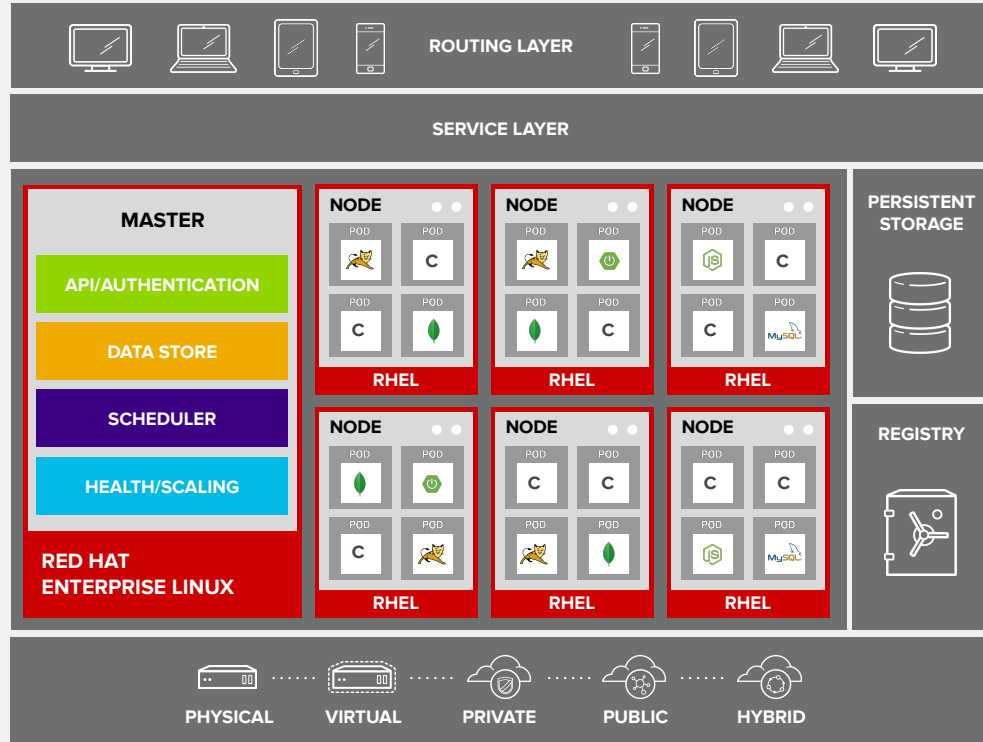 ROUTING LAYER
SERVICE LAYER
MASTER
API/AUTHENTICATION
DATA STORE
SCHEDULER
HEALTH/SCALING
RED HAT
ENTERPRISE LINUX
NODE
POD
POD
C
POD
POD
C
RHEL
NODE
POD
POD
POD
POD
C
RHEL
NODE
POD
POD
JS
C
POD
POD
C
MySQL
RHEL
NODE
POD
POD
POD
POD
C
RHEL
NODE
POD
POD
C
C
POD
POD
RHEL
NODE
POD
POD
C
C
POD
POD
JS
MySQL
RHEL
PERSISTENT
STORAGE
REGISTRY
PHYSICAL
VIRTUAL
PRIVATE
PUBLIC
HYBRID